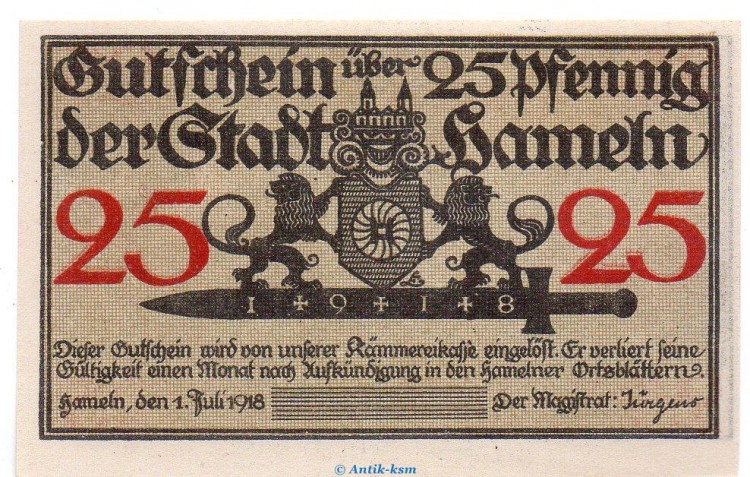 Gutschein über 25 Pfennig
der Stadt Hameln
25 25
1 9 1 8
Dieser Gutschein wird von unserer Kämmereikasse eingelöst. Er verliert seine
Gültigkeit einen Monat nach Aufkündigung in den Hamelner Ortsblättern.
Hameln, den 1. Juli 1918 Der Magistrat: Jürgens
© Antik-ksm